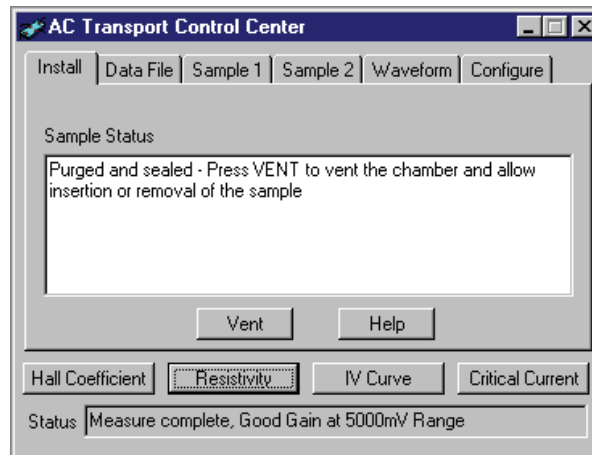 AC Transport Control Center
Install Data File Sample 1 Sample 2 Waveform Configure
Sample Status
Purged and sealed - Press VENT to vent the chamber and allow
insertion or removal of the sample
Vent Help
Hall Coefficient Resistivity IV Curve Critical Current
Status Measure complete, Good Gain at 5000mV Range